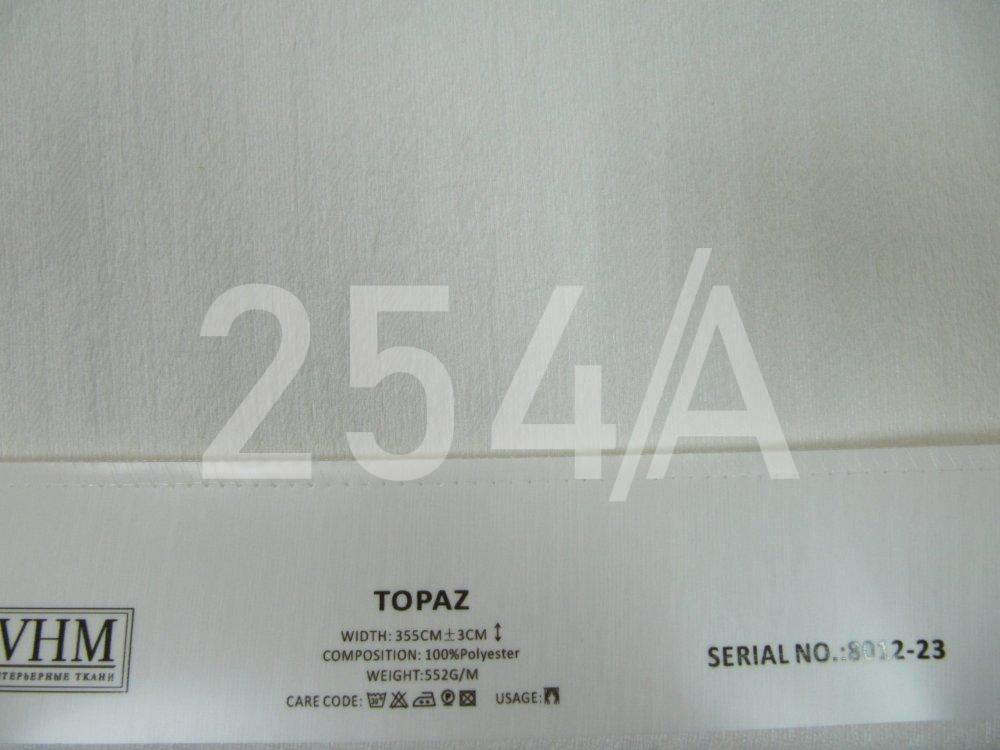 254/A
TOPAZ
WIDTH: 355CM±3CM
COMPOSITION: 100%Polyester
WEIGHT:552G/M
CARE CODE: USAGE:
SERIAL NO.:8012-23
VHM
ТЕРЬЕРНЫЕ ТКАНИ